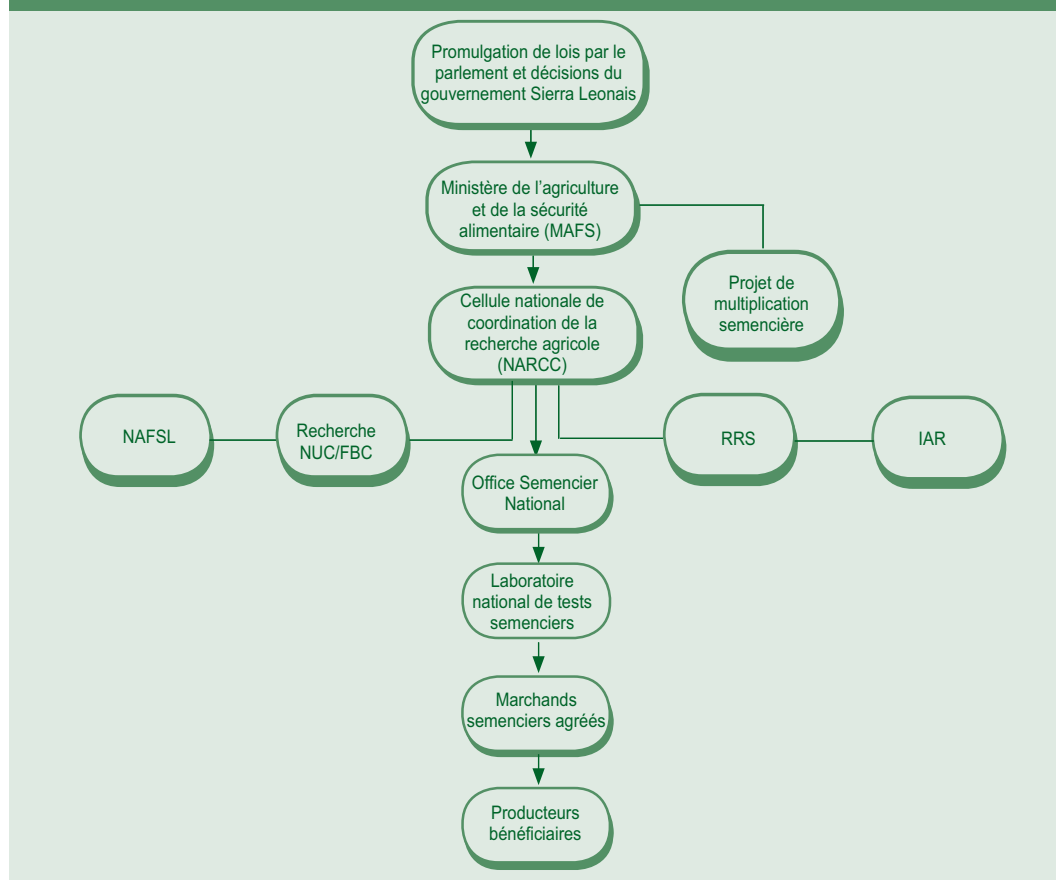 Promulgation de lois par le
parlement et décisions du
gouvernement Sierra Leonais
Ministère de l’agriculture
et de la sécurité
alimentaire (MAFS)
Projet de
multiplication
semencière
Cellule nationale de
coordination de la
recherche agricole
(NARCC)
NAFSL
Recherche
NUC/FBC
RRS
IAR
Office Semencier
National
Laboratoire
national de tests
semenciers
Marchands
semenciers agréés
Producteurs
bénéficiaires